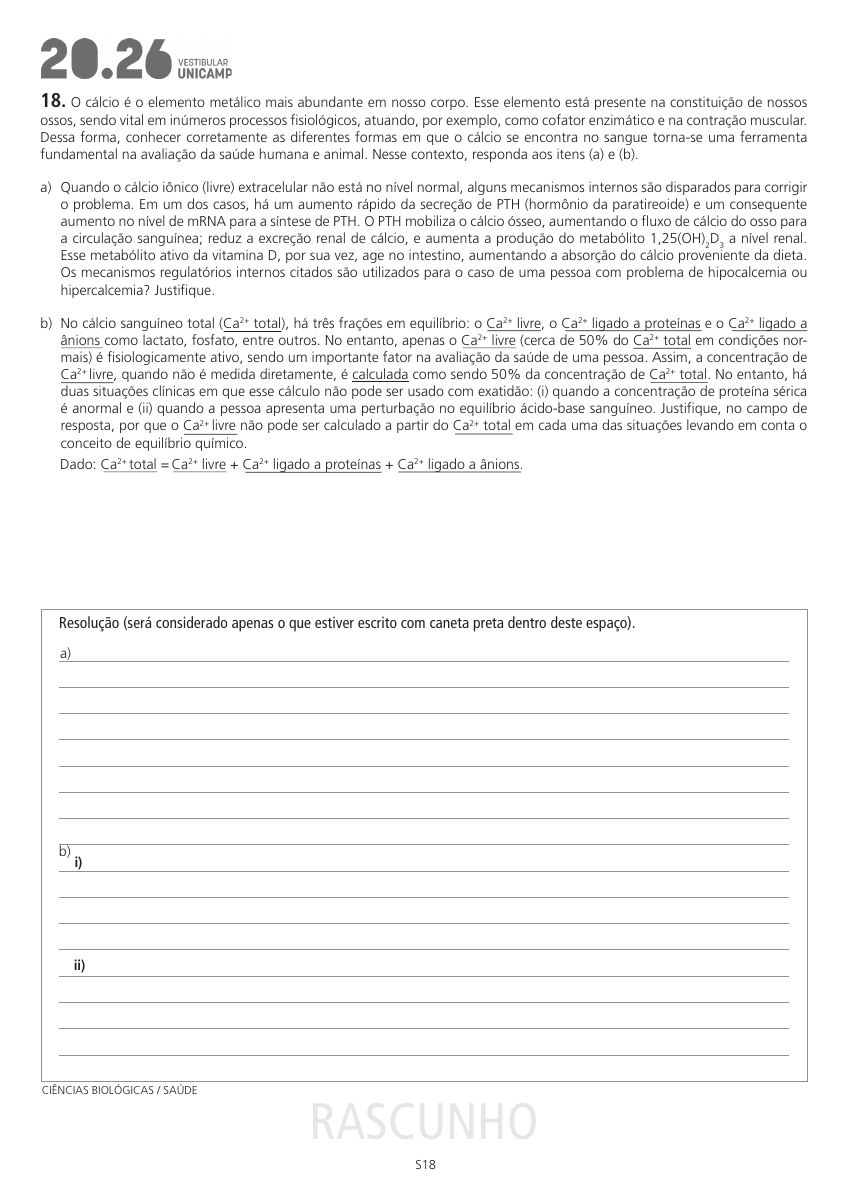 20.26 VESTIBULAR
UNICAMP
18. O cálcio é o elemento metálico mais abundante em nosso corpo. Esse elemento está presente na constituição de nossos
ossos, sendo vital em inúmeros processos fisiológicos, atuando, por exemplo, como cofator enzimático e na contração muscular.
Dessa forma, conhecer corretamente as diferentes formas em que o cálcio se encontra no sangue torna-se uma ferramenta
fundamental na avaliação da saúde humana e animal. Nesse contexto, responda aos itens (a) e (b).
a) Quando o cálcio iônico (livre) extracelular não está no nível normal, alguns mecanismos internos são disparados para corrigir
o problema. Em um dos casos, há um aumento rápido da secreção de PTH (hormônio da paratireoide) e um consequente
aumento no nível de mRNA para a síntese de PTH. O PTH mobiliza o cálcio ósseo, aumentando o fluxo de cálcio do osso para
a circulação sanguínea; reduz a excreção renal de cálcio, e aumenta a produção do metabólito 1,25(OH)₂D₃ a nível renal.
Esse metabólito ativo da vitamina D, por sua vez, age no intestino, aumentando a absorção do cálcio proveniente da dieta.
Os mecanismos regulatórios internos citados são utilizados para o caso de uma pessoa com problema de hipocalcemia ou
hipercalcemia? Justifique.
b) No cálcio sanguíneo total (Ca²⁺ total), há três frações em equilíbrio: o Ca²⁺ livre, o Ca²⁺ ligado a proteínas e o Ca²⁺ ligado a
ânions como lactato, fosfato, entre outros. No entanto, apenas o Ca²⁺ livre (cerca de 50% do Ca²⁺ total em condições nor-
mais) é fisiologicamente ativo, sendo um importante fator na avaliação da saúde de uma pessoa. Assim, a concentração de
Ca²⁺ livre, quando não é medida diretamente, é calculada como sendo 50% da concentração de Ca²⁺ total. No entanto, há
duas situações clínicas em que esse cálculo não pode ser usado com exatidão: (i) quando a concentração de proteína sérica
é anormal e (ii) quando a pessoa apresenta uma perturbação no equilíbrio ácido-base sanguíneo. Justifique, no campo de
resposta, por que o Ca²⁺ livre não pode ser calculado a partir do Ca²⁺ total em cada uma das situações levando em conta o
conceito de equilíbrio químico.
Dado: Ca²⁺ total = Ca²⁺ livre + Ca²⁺ ligado a proteínas + Ca²⁺ ligado a ânions.
Resolução (será considerado apenas o que estiver escrito com caneta preta dentro deste espaço).
a)
b)
i)
ii)
CIÊNCIAS BIOLÓGICAS / SAÚDE
RASCUNHO
S18